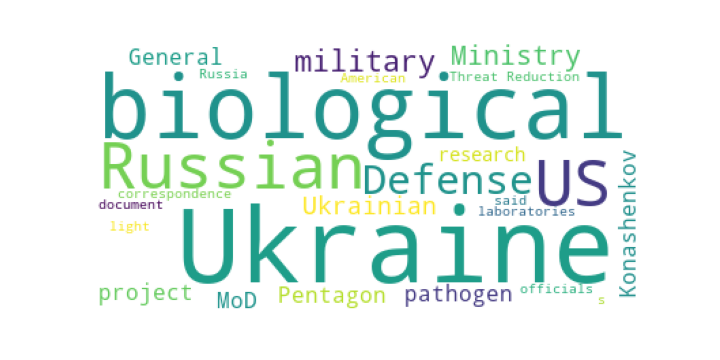 General military Ministry
Russia American Threat Reduction
biological
Russian Defense research US
correspondence
document Ukrainian said laboratories
light Ukraine Konashenkov
project MoD Pentagon pathogen officials s